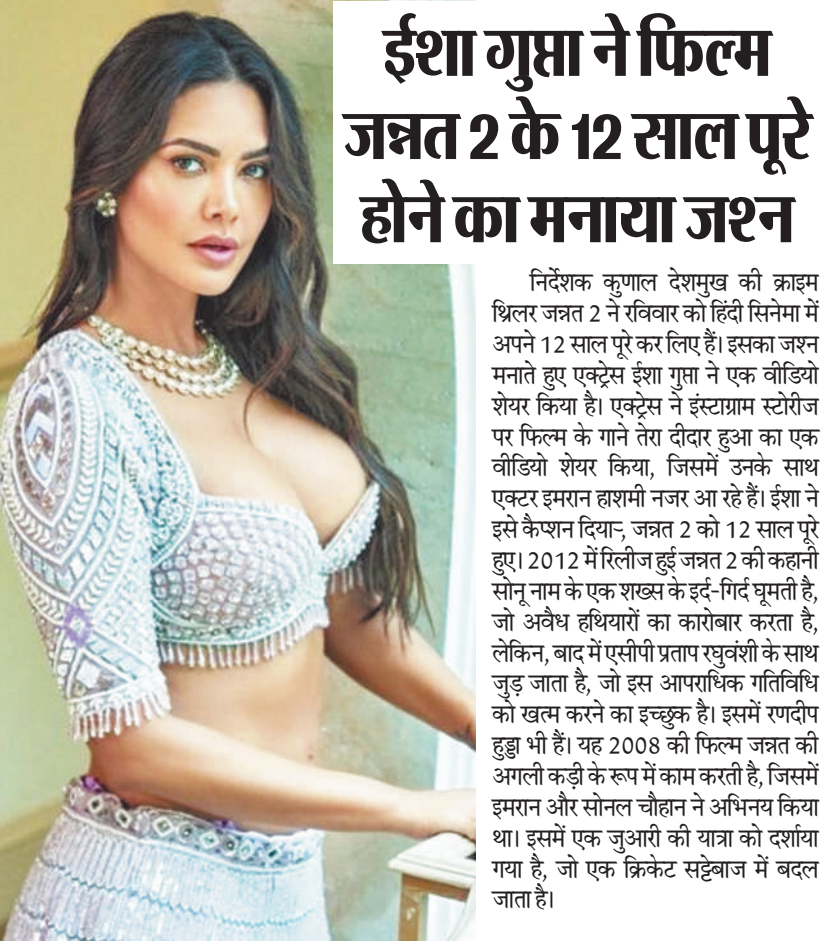 ईशा गुप्ता ने फिल्म
जन्नत 2 के 12 साल पूरे
होने का मनाया जश्न
निर्देशक कुणाल देशमुख की क्राइम
थ्रिलर जन्नत 2 ने रविवार को हिंदी सिनेमा में
अपने 12 साल पूरे कर लिए हैं। इसका जश्न
मनाते हुए एक्ट्रेस ईशा गुप्ता ने एक वीडियो
शेयर किया है। एक्ट्रेस ने इंस्टाग्राम स्टोरीज
पर फिल्म के गाने तेरा दीदार हुआ का एक
वीडियो शेयर किया, जिसमें उनके साथ
एक्टर इमरान हाशमी नजर आ रहे हैं। ईशा ने
इसे कैप्शन दिया-, जन्नत 2 को 12 साल पूरे
हुए। 2012 में रिलीज हुई जन्नत 2 की कहानी
सोनू नाम के एक शख्स के इर्द-गिर्द घूमती है,
जो अवैध हथियारों का कारोबार करता है,
लेकिन, बाद में एसीपी प्रताप रघुवंशी के साथ
जुड़ जाता है, जो इस आपराधिक गतिविधि
को खत्म करने का इच्छुक है। इसमें रणदीप
हुड्डा भी हैं। यह 2008 की फिल्म जन्नत की
अगली कड़ी के रूप में काम करती है, जिसमें
इमरान और सोनल चौहान ने अभिनय किया
था। इसमें एक जुआरी की यात्रा को दर्शाया
गया है, जो एक क्रिकेट सट्टेबाज में बदल
जाता है।